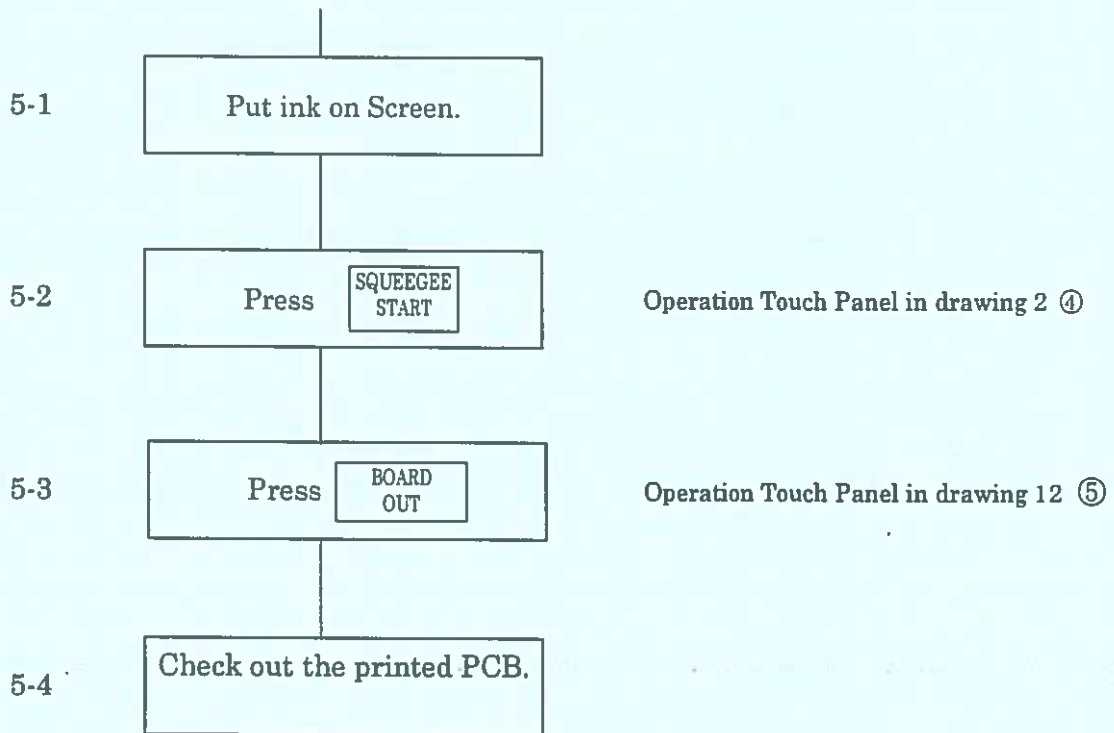 5-1
Put ink on Screen.
5-2
Press SQUEEGEE START
Operation Touch Panel in drawing 2 ④
5-3
Press BOARD OUT
Operation Touch Panel in drawing 12 ⑤
5-4
Check out the printed PCB.